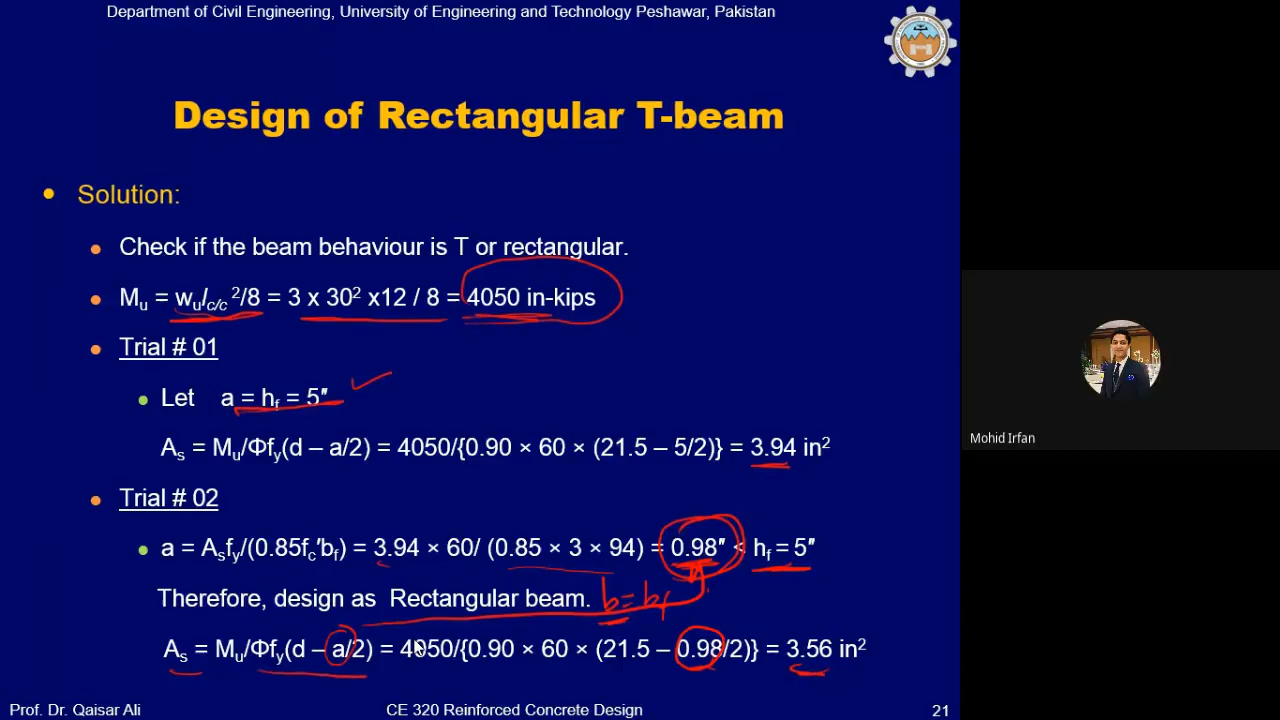 Department of Civil Engineering, University of Engineering and Technology Peshawar, Pakistan
Design of Rectangular T-beam
• Solution:
• Check if the beam behaviour is T or rectangular.
• Mu = wulc/c²/8 = 3 x 30² x12 / 8 = 4050 in-kips
• Trial # 01
• Let a = hf = 5″
As = Mu/Φfy(d – a/2) = 4050/{0.90 × 60 × (21.5 – 5/2)} = 3.94 in²
• Trial # 02
• a = Asfy/(0.85fc′bf) = 3.94 × 60/ (0.85 × 3 × 94) = 0.98″ < hf = 5″
Therefore, design as Rectangular beam. b = bf
As = Mu/Φfy(d – a/2) = 4050/{0.90 × 60 × (21.5 – 0.98/2)} = 3.56 in²
Prof. Dr. Qaisar Ali CE 320 Reinforced Concrete Design 21
Mohid Irfan